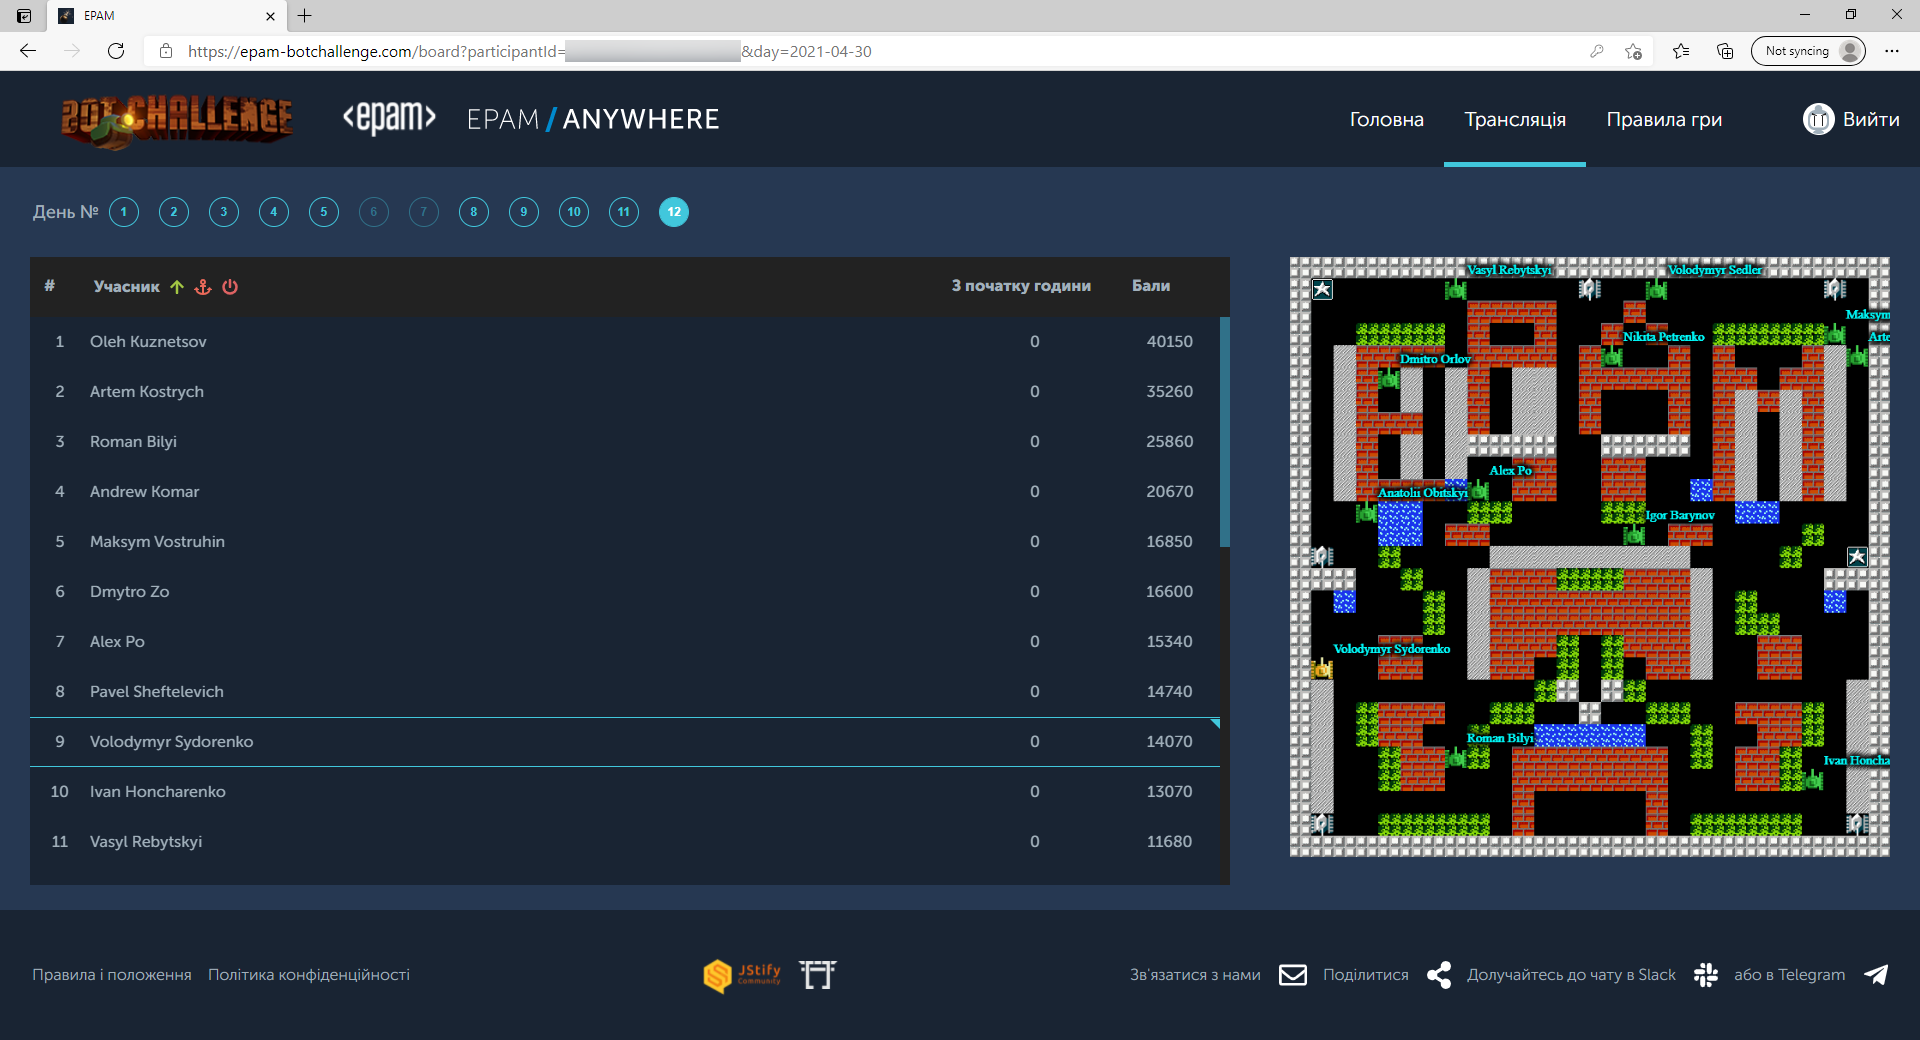 EPAM
https://epam-botchallenge.com/board?participantId=
&day=2021-04-30
Not syncing
BOT CHALLENGE
<epam>
EPAM / ANYWHERE
Головна
Трансляція
Правила гри
Вийти
День № 1 2 3 4 5 6 7 8 9 10 11 12
# Учасник З початку години Бали
1 Oleh Kuznetsov 0 40150
2 Artem Kostrych 0 35260
3 Roman Bilyi 0 25860
4 Andrew Komar 0 20670
5 Maksym Vostruhin 0 16850
6 Dmytro Zo 0 16600
7 Alex Po 0 15340
8 Pavel Sheftelevich 0 14740
9 Volodymyr Sydorenko 0 14070
10 Ivan Honcharenko 0 13070
11 Vasyl Rebytskyi 0 11680
Vasyl Rebytskyi
Volodymyr Sedler
Maksym
Nikita Petrenko
Arte
Dmitro Orlov
Alex Po
Anatolii Obitskyi
Igor Barynov
Volodymyr Sydorenko
Roman Bilyi
Ivan Honcha
Правила і положення
Політика конфіденційності
JStify
Community
Зв'язатися з нами
Поділитися
Долучайтесь до чату в Slack
або в Telegram